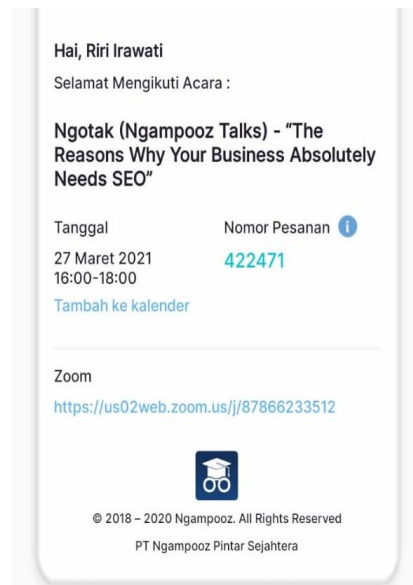 Hai, Riri Irawati
Selamat Mengikuti Acara :
Ngotak (Ngampooz Talks) - “The
Reasons Why Your Business Absolutely
Needs SEO”
Tanggal
Nomor Pesanan i
27 Maret 2021
16:00-18:00
422471
Tambah ke kalender
Zoom
https://us02web.zoom.us/j/87866233512
© 2018 – 2020 Ngampooz. All Rights Reserved
PT Ngampooz Pintar Sejahtera